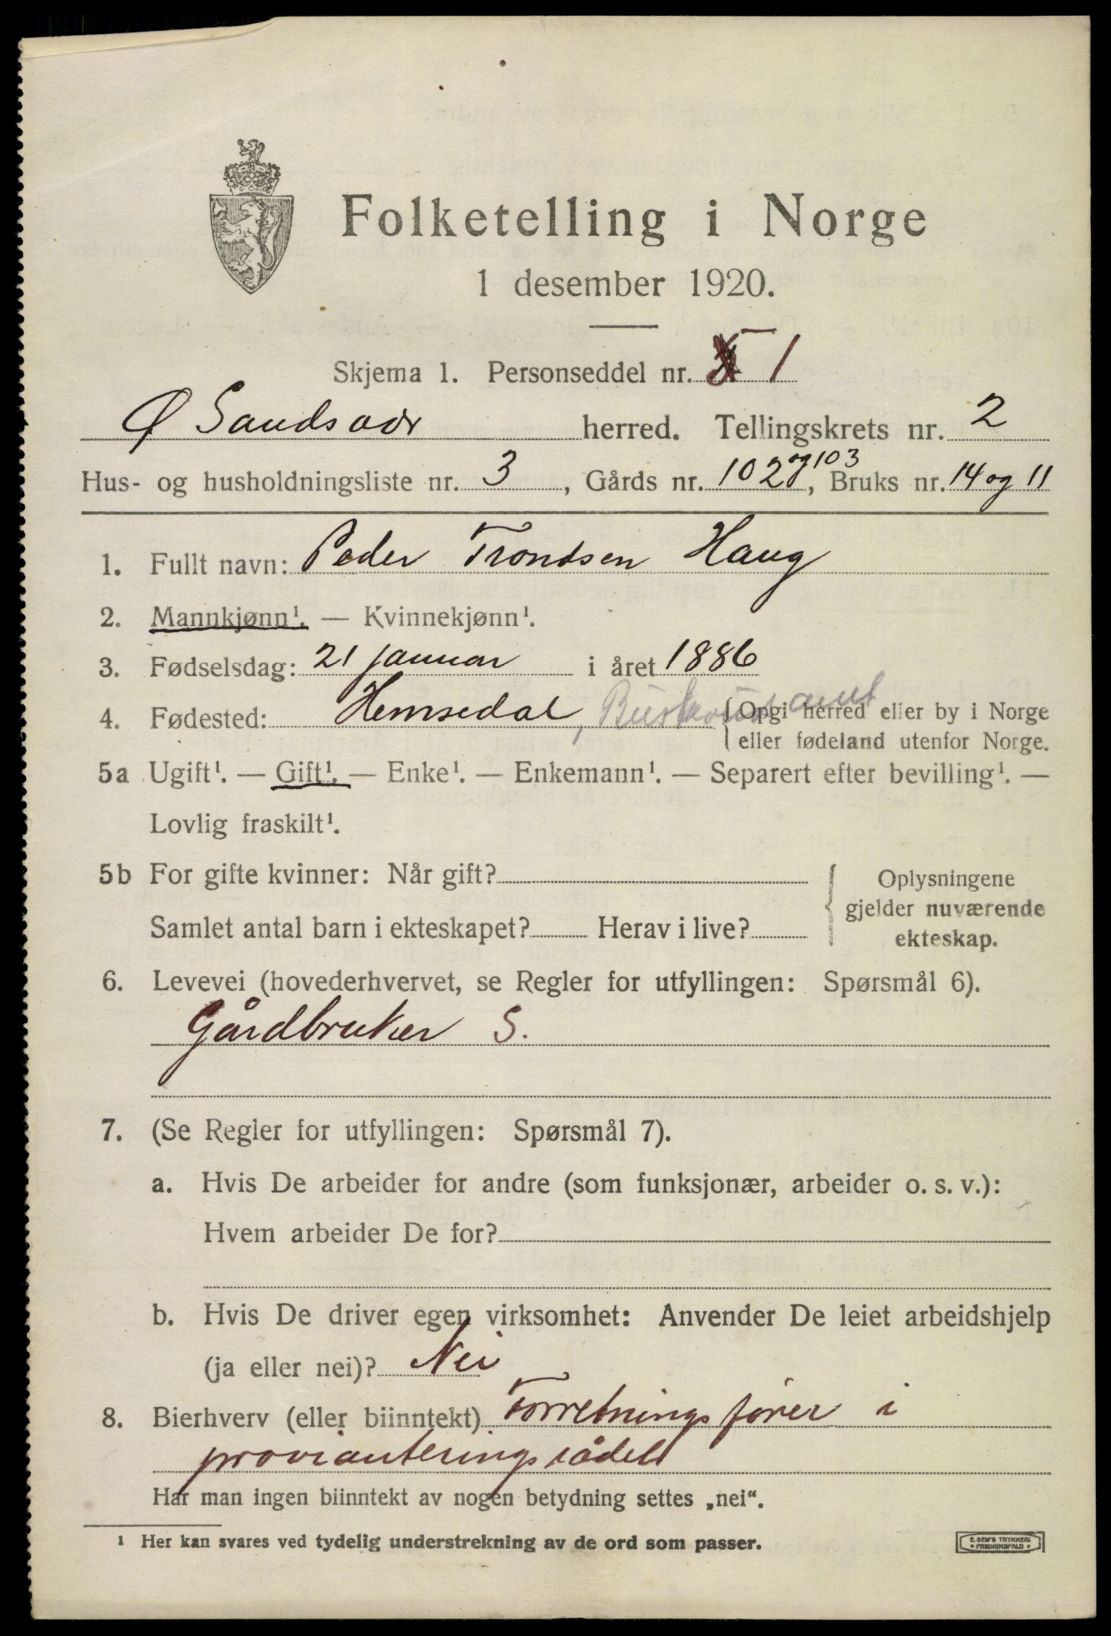 Folketelling i Norge
1 desember 1920.
Skjema 1. Personseddel nr. 1
Ø Sandsvær herred. Tellingskrets nr. 2
Hus- og husholdningsliste nr. 3, Gårds nr. 102 og 103, Bruks nr. 14 og 11
1. Fullt navn: Peder Trondsen Haug
2. Mannkjønn¹. — Kvinnekjønn¹.
3. Fødselsdag: 21 januar i året 1886
4. Fødested: Hemsedal, Buskerud amt {Opgi herred eller by i Norge
eller fødeland utenfor Norge.
5a Ugift¹. — Gift¹. — Enke¹. — Enkemann¹. — Separert efter bevilling¹. —
Lovlig fraskilt¹.
5b For gifte kvinner: Når gift? { Oplysningene
gjelder nuværende
Samlet antal barn i ekteskapet? Herav i live? ekteskap.
6. Levevei (hovederhvervet, se Regler for utfyllingen: Spørsmål 6).
Gårdbruker S.
7. (Se Regler for utfyllingen: Spørsmål 7).
a. Hvis De arbeider for andre (som funksjonær, arbeider o. s. v.):
Hvem arbeider De for?
b. Hvis De driver egen virksomhet: Anvender De leiet arbeidshjelp
(ja eller nei)? Nei
8. Bierhverv (eller biinntekt) Forretningsfører i
provianteringsrådet
Har man ingen biinntekt av nogen betydning settes „nei".
¹ Her kan svares ved tydelig understrekning av de ord som passer.
E. SEM'S TRYKKERI
FREDRIKSHALD